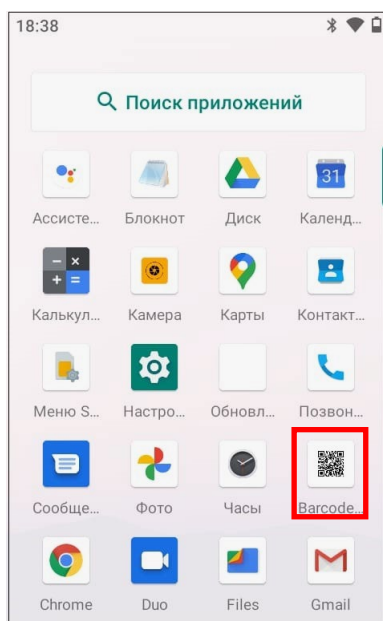 18:38
Поиск приложений
31
Ассисте... Блокнот Диск Календ...
Калькул... Камера Карты Контакт...
Меню S... Настро... Обновл... Позвон...
Сообще... Фото Часы Barcode...
Chrome Duo Files Gmail